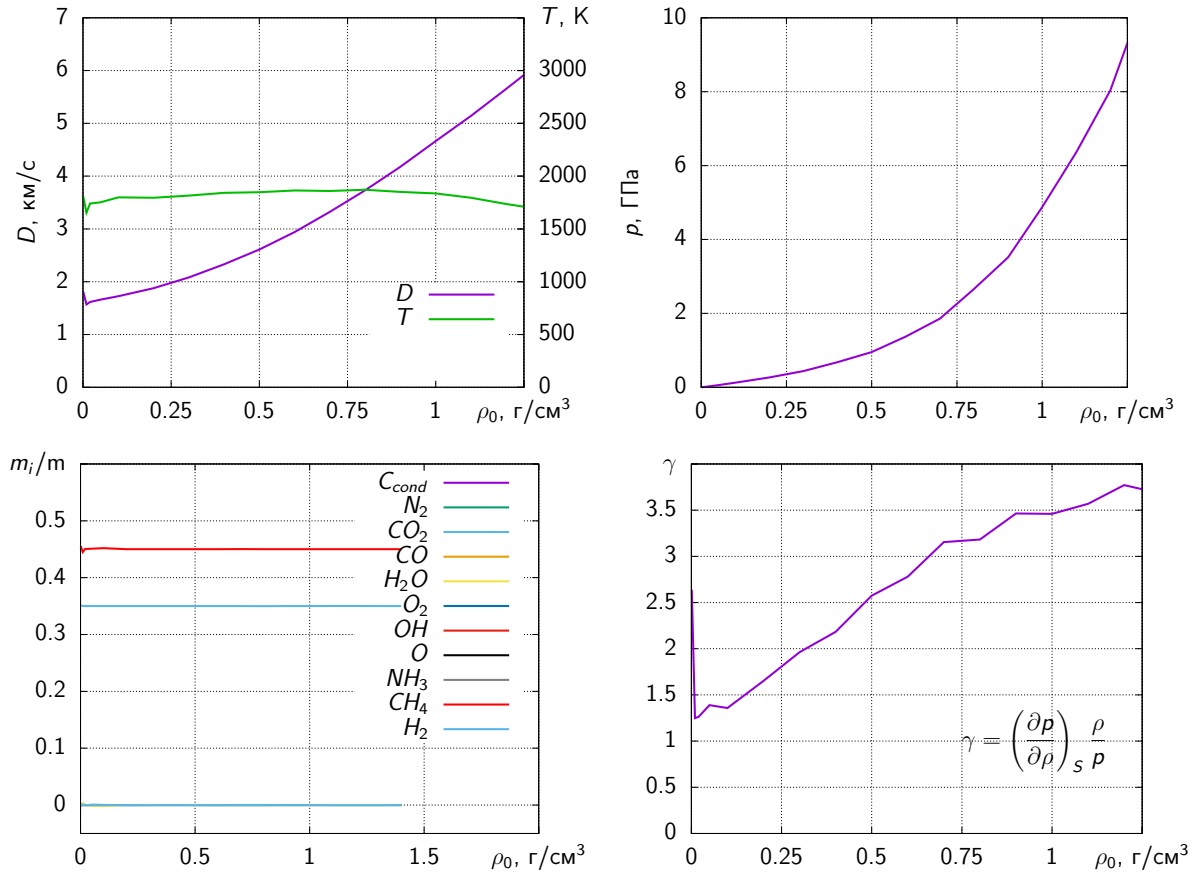 7
6
5
4
3
2
1
0
D, км/с
T, K
3000
2500
2000
1500
1000
500
0
D
T
0 0.25 0.5 0.75 1 ρ₀, г/см³
10
8
6
4
2
0
p, ГПа
0 0.25 0.5 0.75 1 ρ₀, г/см³
mᵢ/m
0.5
0.4
0.3
0.2
0.1
0
C_cond
N₂
CO₂
CO
H₂O
O₂
OH
O
NH₃
CH₄
H₂
0 0.5 1 1.5 ρ₀, г/см³
γ
3.5
3
2.5
2
1.5
1
0.5
γ = (∂p/∂ρ)_S ρ/p
0 0.25 0.5 0.75 1 ρ₀, г/см³